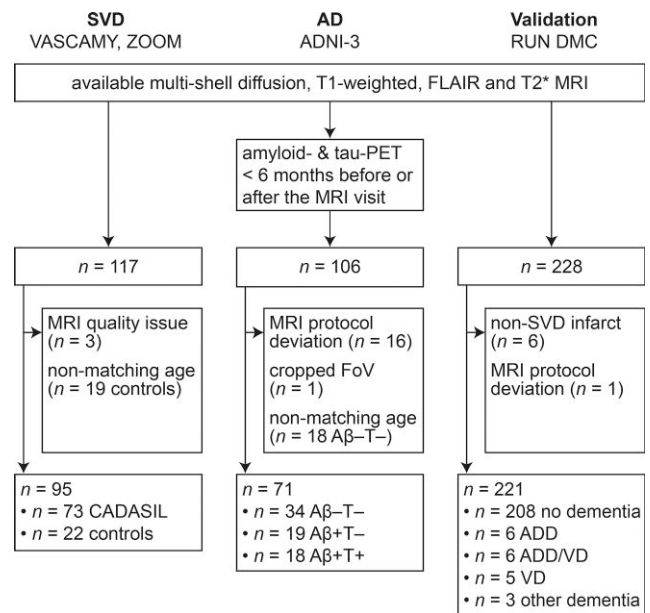 SVD
VASCAMY, ZOOM
AD
ADNI-3
Validation
RUN DMC
available multi-shell diffusion, T1-weighted, FLAIR and T2* MRI
amyloid- & tau-PET
< 6 months before or
after the MRI visit
n = 117
n = 106
n = 228
MRI quality issue
(n = 3)
non-matching age
(n = 19 controls)
MRI protocol
deviation (n = 16)
cropped FoV
(n = 1)
non-matching age
(n = 18 Aβ–T–)
non-SVD infarct
(n = 6)
MRI protocol
deviation (n = 1)
n = 95
• n = 73 CADASIL
• n = 22 controls
n = 71
• n = 34 Aβ–T–
• n = 19 Aβ+T–
• n = 18 Aβ+T+
n = 221
• n = 208 no dementia
• n = 6 ADD
• n = 6 ADD/VD
• n = 5 VD
• n = 3 other dementia